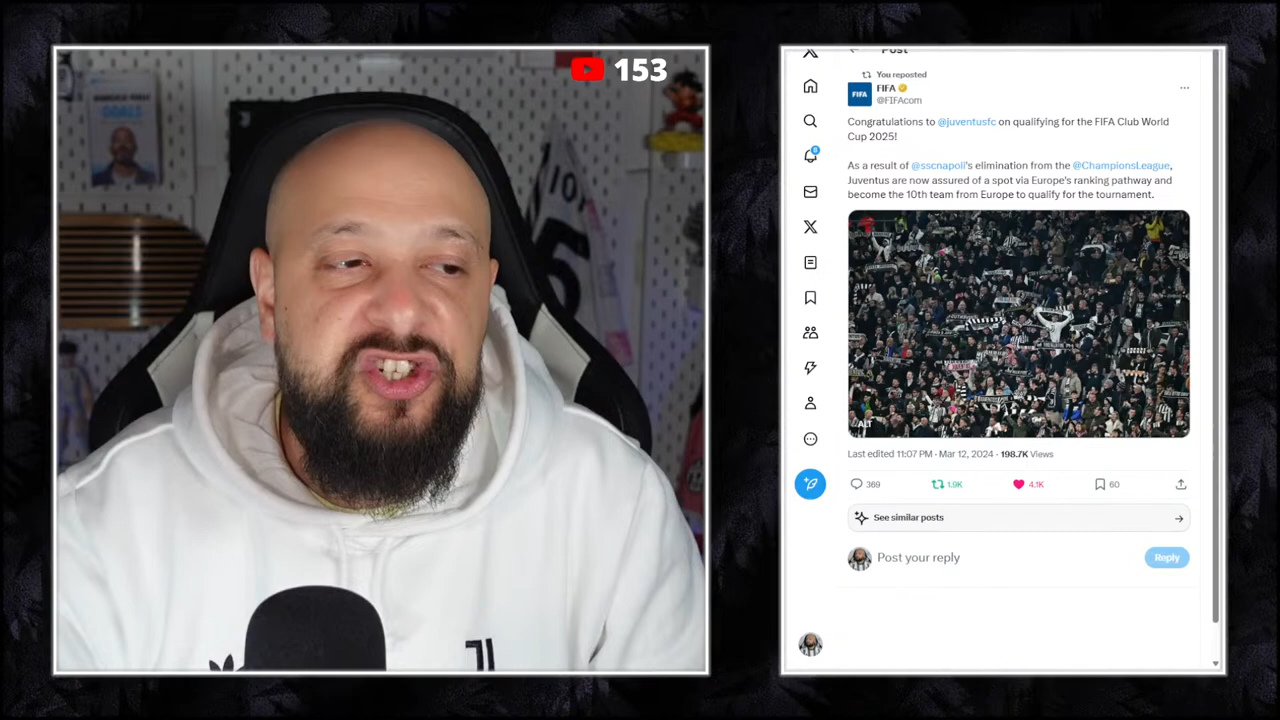 153
GOALS
Post
You reposted
FIFA
FIFA
@FIFAcom
Congratulations to @juventusfc on qualifying for the FIFA Club World
Cup 2025!
As a result of @sscnapoli's elimination from the @ChampionsLeague,
Juventus are now assured of a spot via Europe's ranking pathway and
become the 10th team from Europe to qualify for the tournament.
ALT
Last edited 11:07 PM · Mar 12, 2024 · 198.7K Views
369 1.9K 4.1K 60
See similar posts
Post your reply
Reply